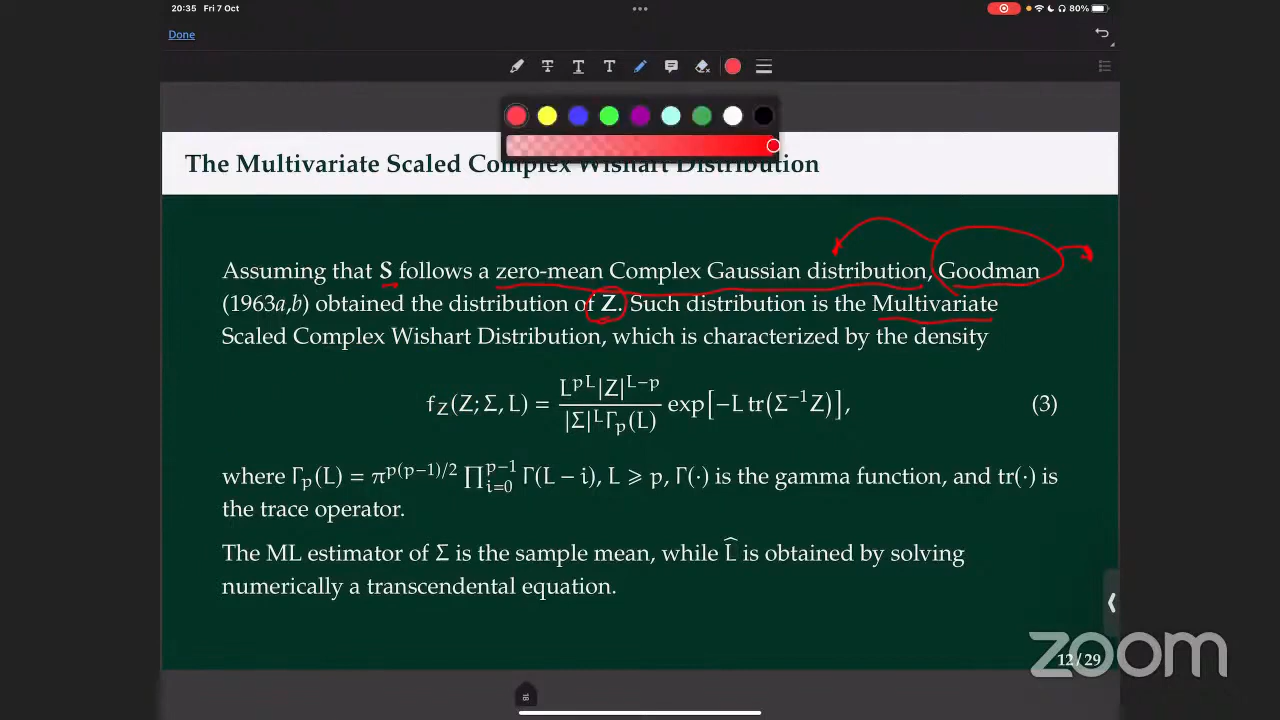 20:35 Fri 7 Oct
80%
Done
The Multivariate Scaled Complex Wishart Distribution
Assuming that S follows a zero-mean Complex Gaussian distribution, Goodman
(1963a,b) obtained the distribution of Z. Such distribution is the Multivariate
Scaled Complex Wishart Distribution, which is characterized by the density
f_Z(Z; Σ, L) = \frac{L^{pL}|Z|^{L−p}}{|Σ|^L Γ_p(L)} exp[−L tr(Σ^{−1}Z)], (3)
where Γ_p(L) = π^{p(p−1)/2} ∏_{i=0}^{p−1} Γ(L − i), L ⩾ p, Γ(·) is the gamma function, and tr(·) is
the trace operator.
The ML estimator of Σ is the sample mean, while \hat{L} is obtained by solving
numerically a transcendental equation.
12 / 29
zoom
18